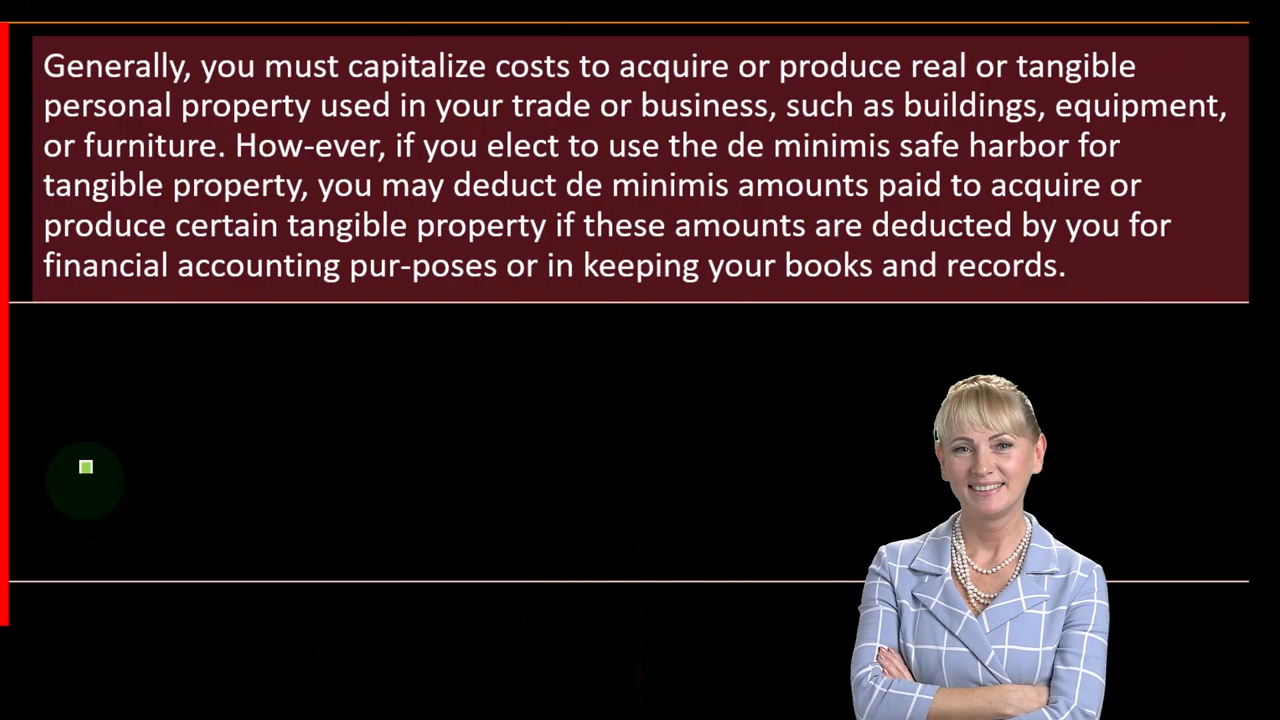 Generally, you must capitalize costs to acquire or produce real or tangible
personal property used in your trade or business, such as buildings, equipment,
or furniture. How-ever, if you elect to use the de minimis safe harbor for
tangible property, you may deduct de minimis amounts paid to acquire or
produce certain tangible property if these amounts are deducted by you for
financial accounting pur-poses or in keeping your books and records.